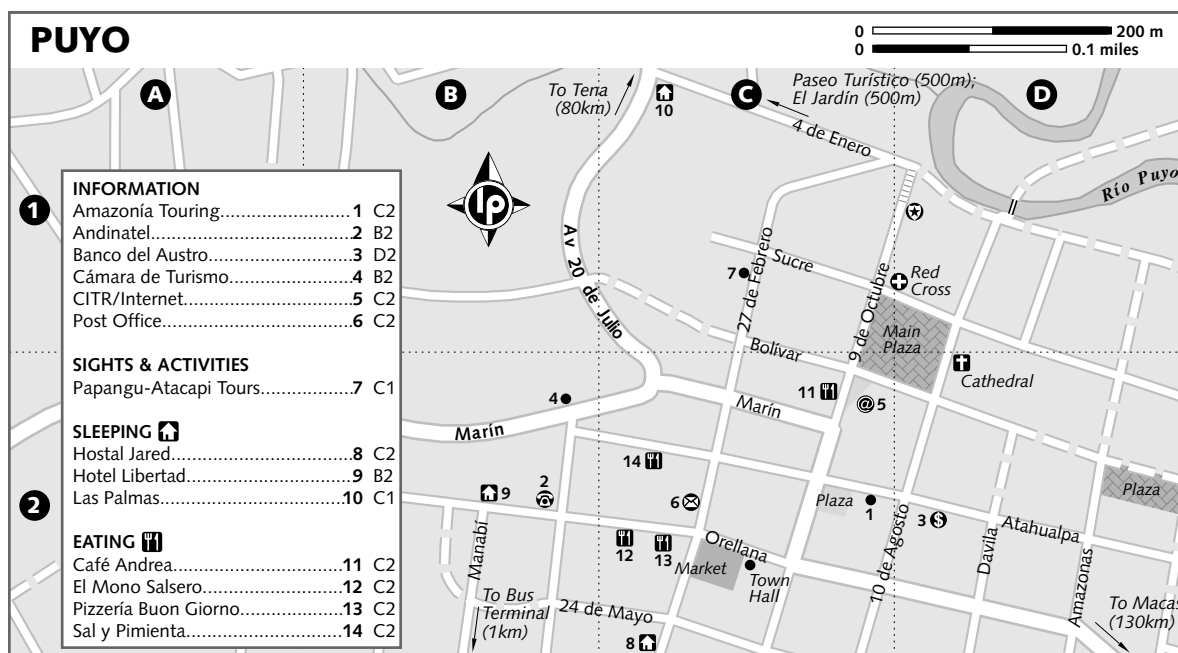 PUYO
0 200 m
0 0.1 miles
A
B
C
D
1
2
INFORMATION
Amazonía Touring....................1 C2
Andinatel....................2 B2
Banco del Austro....................3 D2
Cámara de Turismo....................4 B2
CITR/Internet....................5 C2
Post Office....................6 C2
SIGHTS & ACTIVITIES
Papangu-Atacapi Tours....................7 C1
SLEEPING
Hostal Jared....................8 C2
Hotel Libertad....................9 B2
Las Palmas....................10 C1
EATING
Café Andrea....................11 C2
El Mono Salsero....................12 C2
Pizzería Buon Giorno....................13 C2
Sal y Pimienta....................14 C2
lp
To Tena
(80km)
10
Paseo Turístico (500m);
El Jardín (500m)
4 de Enero
Río Puyo
Av 20 de Julio
Sucre
7
27 de Febrero
9 de Octubre
Red
Cross
Main
Plaza
Bolívar
Cathedral
11
@ 5
4
Marín
Marín
14
2
9
6
Plaza
1
3 $
Plaza
Atahualpa
12
13
Orellana
Market
Town
Hall
10 de Agosto
Davila
Amazonas
Manabí
To Bus
Terminal
(1km)
24 de Mayo
8
To Macas
(130km)